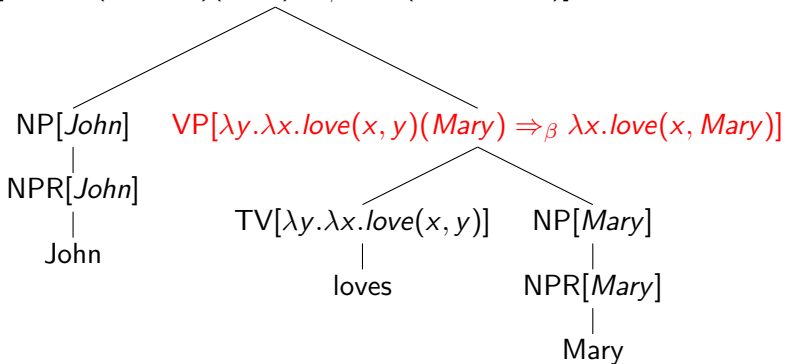 NP[John] VP[λy.λx.love(x, y)(Mary) ⇒β λx.love(x, Mary)]
NPR[John]
TV[λy.λx.love(x, y)] NP[Mary]
John
loves NPR[Mary]
Mary